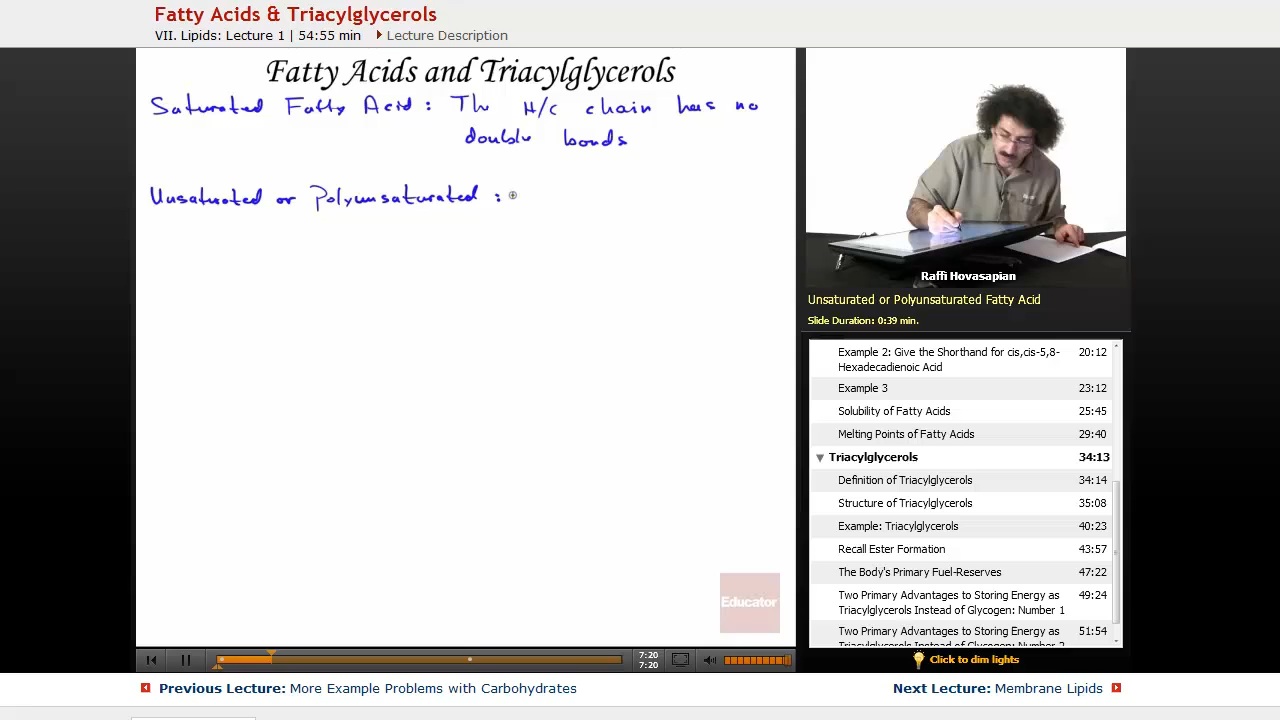 Fatty Acids & Triacylglycerols
VII. Lipids: Lecture 1 | 54:55 min
Lecture Description
Fatty Acids and Triacylglycerols
Saturated Fatty Acid : The H/C chain has no
double bonds
Unsaturated or Polyunsaturated :
Educator
Raffi Hovasapian
Unsaturated or Polyunsaturated Fatty Acid
Slide Duration: 0:39 min.
Example 2: Give the Shorthand for cis,cis-5,8- 20:12
Hexadecadienoic Acid
Example 3 23:12
Solubility of Fatty Acids 25:45
Melting Points of Fatty Acids 29:40
Triacylglycerols 34:13
Definition of Triacylglycerols 34:14
Structure of Triacylglycerols 35:08
Example: Triacylglycerols 40:23
Recall Ester Formation 43:57
The Body's Primary Fuel-Reserves 47:22
Two Primary Advantages to Storing Energy as 49:24
Triacylglycerols Instead of Glycogen: Number 1
Two Primary Advantages to Storing Energy as 51:54
Triacylglycerols Instead of Glycogen: Number 2
7:20
7:20
Click to dim lights
Previous Lecture: More Example Problems with Carbohydrates
Next Lecture: Membrane Lipids